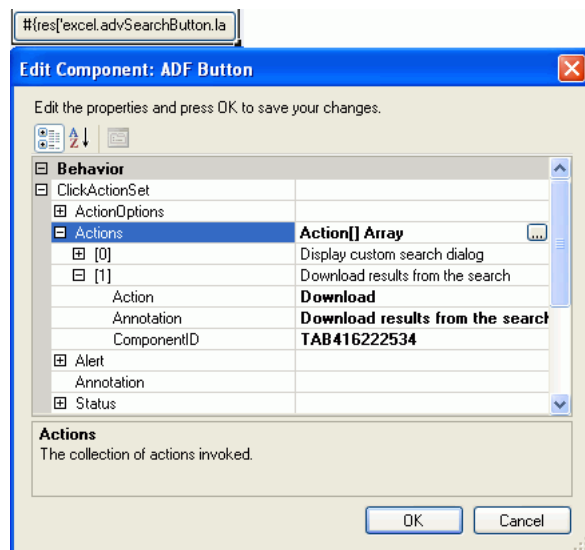 #{res['excel.advSearchButton.la
Edit Component: ADF Button
Edit the properties and press OK to save your changes.
Behavior
ClickActionSet
ActionOptions
Actions Action[] Array ...
[0] Display custom search dialog
[1] Download results from the search
Action Download
Annotation Download results from the search
ComponentID TAB416222534
Alert
Annotation
Status
Actions
The collection of actions invoked.
OK Cancel